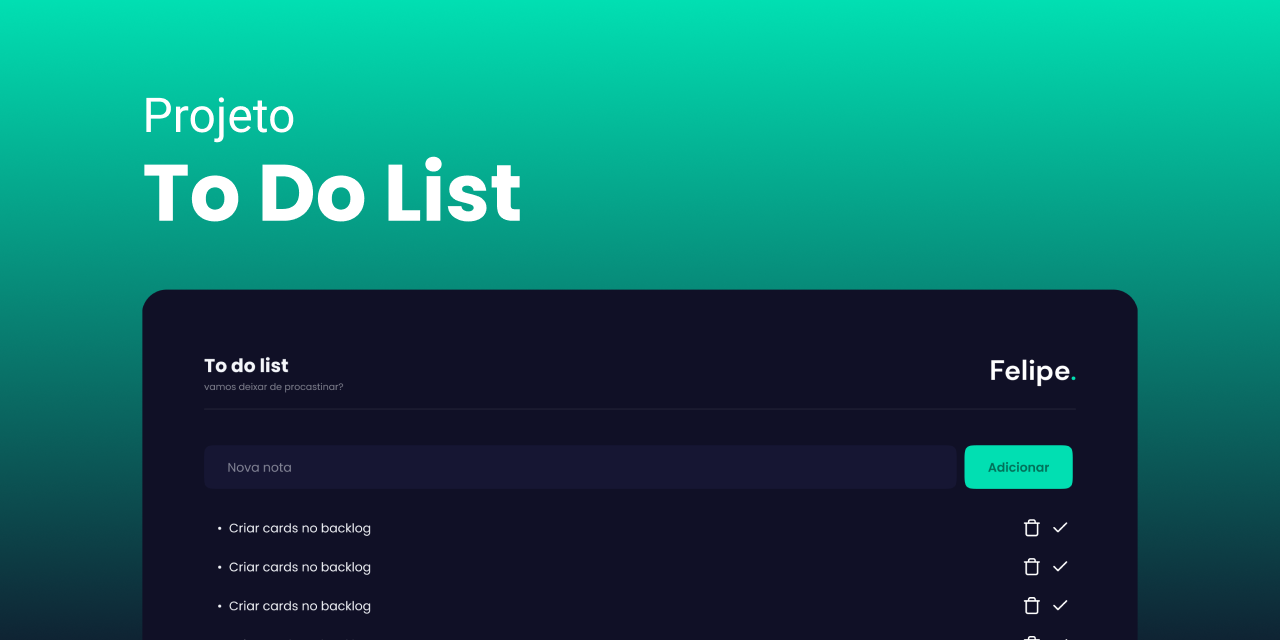 Projeto
To Do List
To do list
vamos deixar de procastinar?
Felipe.
Nova nota
Adicionar
• Criar cards no backlog
• Criar cards no backlog
• Criar cards no backlog